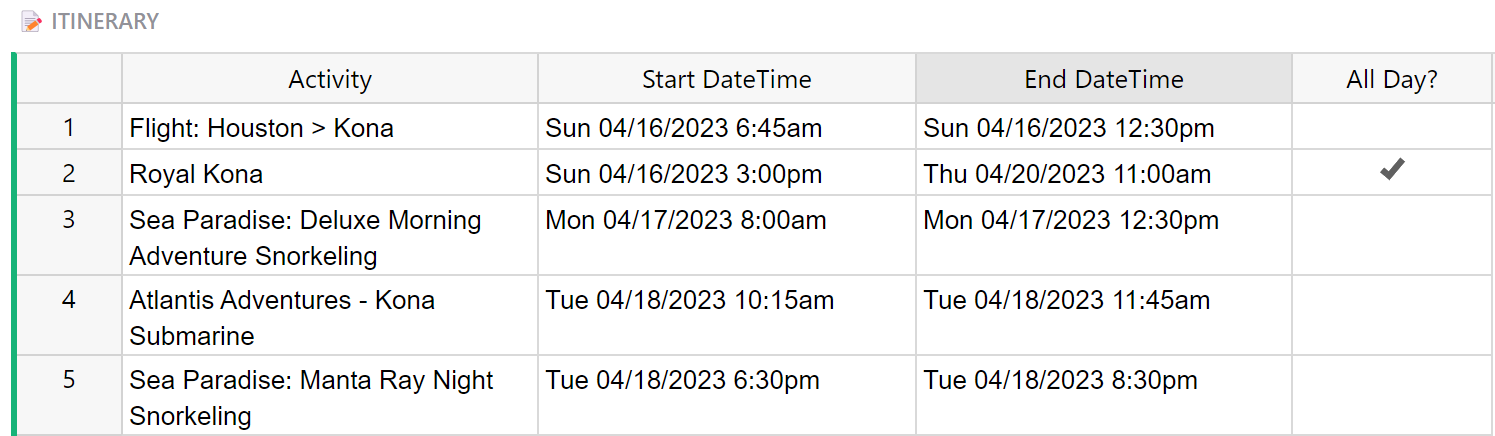 ITINERARY
Activity Start DateTime End DateTime All Day?
1 Flight: Houston > Kona Sun 04/16/2023 6:45am Sun 04/16/2023 12:30pm
2 Royal Kona Sun 04/16/2023 3:00pm Thu 04/20/2023 11:00am
3 Sea Paradise: Deluxe Morning Mon 04/17/2023 8:00am Mon 04/17/2023 12:30pm
Adventure Snorkeling
4 Atlantis Adventures - Kona Tue 04/18/2023 10:15am Tue 04/18/2023 11:45am
Submarine
5 Sea Paradise: Manta Ray Night Tue 04/18/2023 6:30pm Tue 04/18/2023 8:30pm
Snorkeling